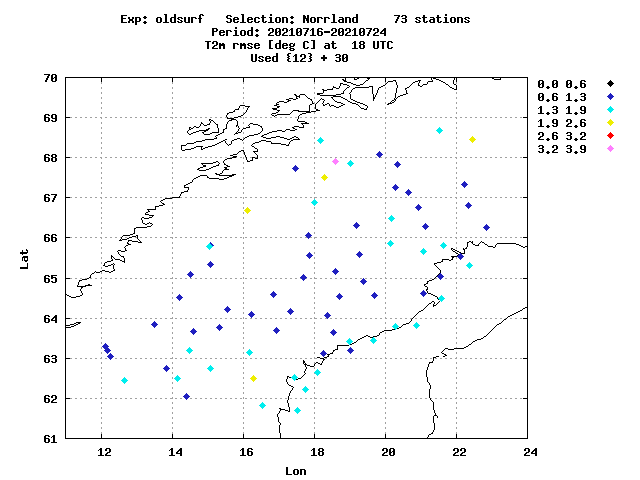 Exp: oldsurf Selection: Norrland 73 stations
Period: 20210716-20210724
T2m rmse [deg C] at 18 UTC
Used {12} + 30
70
69
68
67
66
65
64
63
62
61
Lat
12 14 16 18 20 22 24
Lon
0.0 0.6
0.6 1.3
1.3 1.9
1.9 2.6
2.6 3.2
3.2 3.9